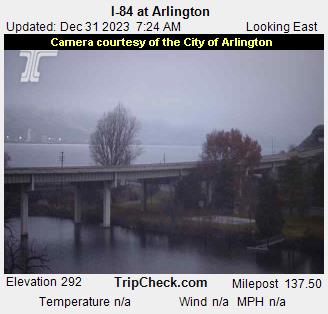 I-84 at Arlington
Updated: Dec 31 2023 7:24 AM Looking East
Camera courtesy of the City of Arlington
Elevation 292 TripCheck.com Milepost 137.50
Temperature n/a Wind n/a MPH n/a